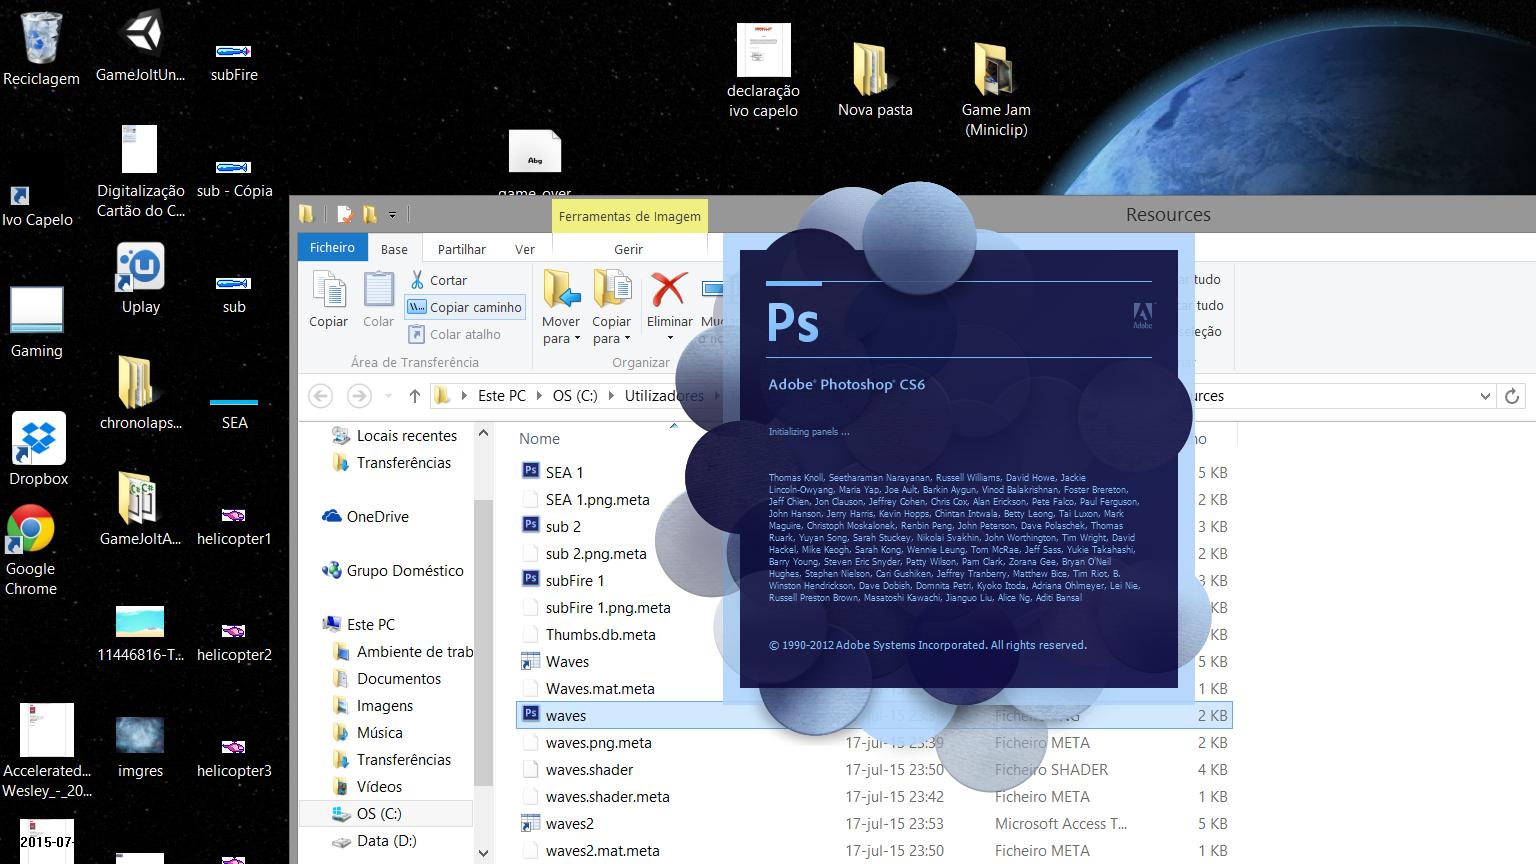 Reciclagem
GameJoltUn...
subFire
declaração
ivo capelo
Nova pasta
Game Jam
(Miniclip)
Abg
game_over
Ivo Capelo
Digitalização
Cartão do C...
sub - Cópia
Uplay
sub
Gaming
chronolaps...
SEA
Dropbox
GameJoltA...
helicopter1
Google
Chrome
11446816-T...
helicopter2
Accelerated...
Wesley_-_20...
imgres
helicopter3
2015-07-
Ferramentas de Imagem
Resources
Ficheiro
Base
Partilhar
Ver
Gerir
Copiar
Colar
Cortar
Copiar caminho
Colar atalho
Área de Transferência
Mover
para
Copiar
para
Eliminar
Organizar
tudo
tudo
Este PC
OS (C:)
Utilizadores
urces
Nome
Locais recentes
Transferências
OneDrive
Grupo Doméstico
Este PC
Ambiente de trab
Documentos
Imagens
Música
Transferências
Vídeos
OS (C:)
Data (D:)
SEA 1
5 KB
SEA 1.png.meta
2 KB
sub 2
3 KB
sub 2.png.meta
2 KB
subFire 1
3 KB
subFire 1.png.meta
KB
Thumbs.db.meta
KB
Waves
5 KB
Waves.mat.meta
1 KB
waves
17-jul-15 23:39
Ficheiro PNG
2 KB
waves.png.meta
17-jul-15 23:39
Ficheiro META
2 KB
waves.shader
17-jul-15 23:50
Ficheiro SHADER
4 KB
waves.shader.meta
17-jul-15 23:42
Ficheiro META
1 KB
waves2
17-jul-15 23:53
Microsoft Access T...
5 KB
waves2.mat.meta
17-jul-15 23:50
Ficheiro META
1 KB
Ps
Adobe
Adobe® Photoshop® CS6
Initializing panels ...
Thomas Knoll, Seetharaman Narayanan, Russell Williams, David Howe, Jackie
Lincoln-Owyang, Maria Yap, Joe Ault, Barkin Aygun, Vinod Balakrishnan, Foster Brereton,
Jeff Chien, Jon Clauson, Jeffrey Cohen, Chris Cox, Alan Erickson, Pete Falco, Paul Ferguson,
John Hanson, Jerry Harris, Kevin Hopps, Chintan Intwala, Betty Leong, Tai Luxon, Mark
Maguire, Christoph Moskalonek, Renbin Peng, John Peterson, Dave Polaschek, Thomas
Ruark, Yuyan Song, Sarah Stuckey, Nikolai Svakhin, John Worthington, Tim Wright, David
Hackel, Mike Keogh, Sarah Kong, Wennie Leung, Tom McRae, Jeff Sass, Yukie Takahashi,
Barry Young, Steven Eric Snyder, Patty Wilson, Pam Clark, Zorana Gee, Bryan O'Neil
Hughes, Stephen Nielson, Cari Gushiken, Jeffrey Tranberry, Matthew Bice, Tim Riot, B.
Winston Hendrickson, Dave Dobish, Domnita Petri, Kyoko Itoda, Adriana Ohlmeyer, Lei Nie,
Russell Preston Brown, Masatoshi Kawachi, Jianguo Liu, Alice Ng, Aditi Bansal
© 1990-2012 Adobe Systems Incorporated. All rights reserved.